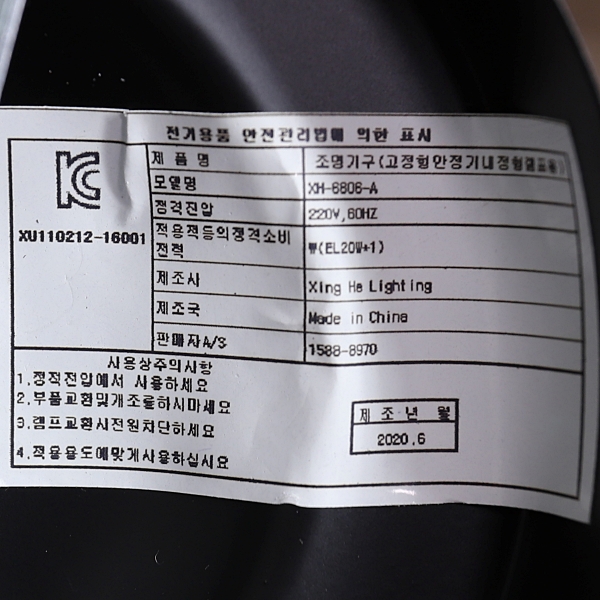 전기용품 안전관리법에 의한 표시
KC
XU110212-16001
제 품 명 조명기구(고정형안정기내장형램프용)
모델명 XH-6806-A
정격진압 220V,60HZ
적용적등의정격소비전력 W(EL20W*1)
제조사 Xing He Lighting
제조국 Made in China
판매자A/S 1588-8970
사용상주의사항
1.정적전압에서 사용하세요
2.부품교환및개조를하시마세요
3.램프교환시전원차단하세요
4.적용용도에맞게사용하십시요
제 조 년 월
2020.6